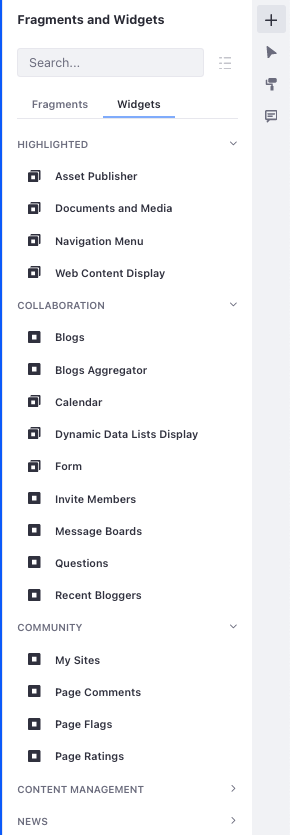 Fragments and Widgets
Search...
Fragments
Widgets
HIGHLIGHTED
Asset Publisher
Documents and Media
Navigation Menu
Web Content Display
COLLABORATION
Blogs
Blogs Aggregator
Calendar
Dynamic Data Lists Display
Form
Invite Members
Message Boards
Questions
Recent Bloggers
COMMUNITY
My Sites
Page Comments
Page Flags
Page Ratings
CONTENT MANAGEMENT
NEWS